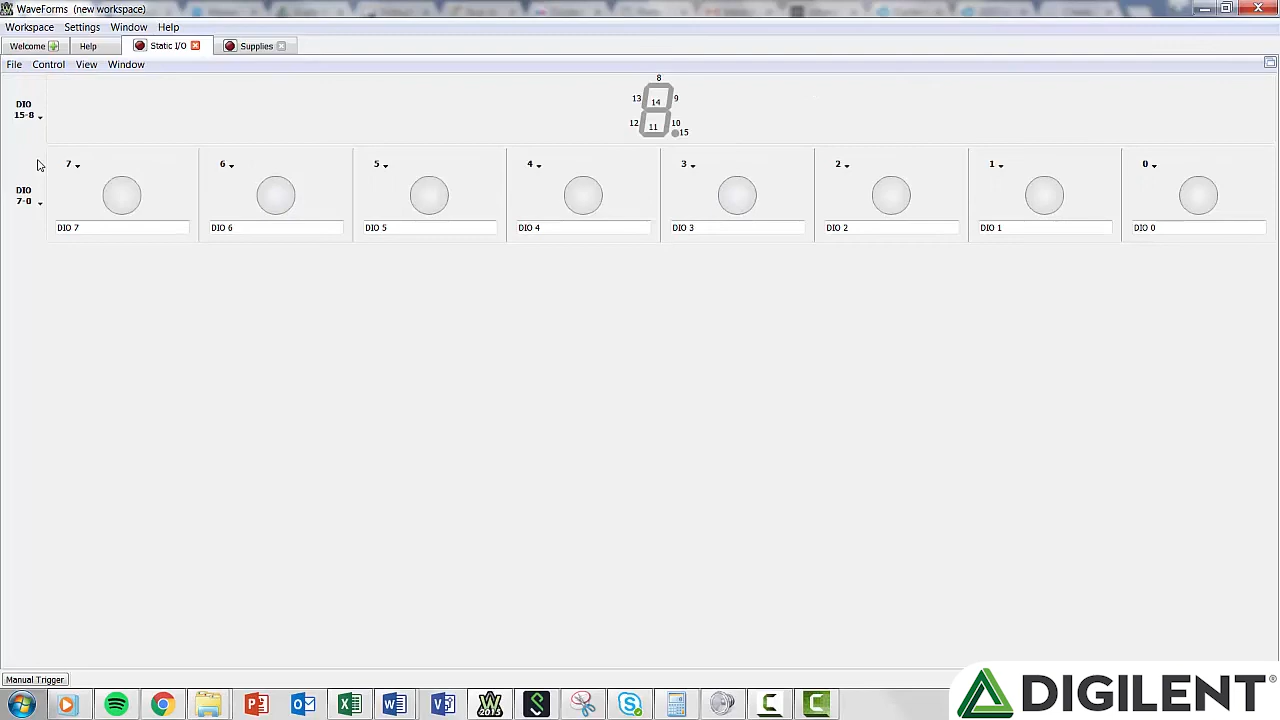 WaveForms (new workspace)
Workspace Settings Window Help
Welcome Help Static I/O Supplies
File Control View Window
8
13 14 9
12 11 10 15
DIO
15-8
7 6 5 4 3 2 1 0
DIO
7-0
DIO 7 DIO 6 DIO 5 DIO 4 DIO 3 DIO 2 DIO 1 DIO 0
Manual Trigger
DIGILENT®